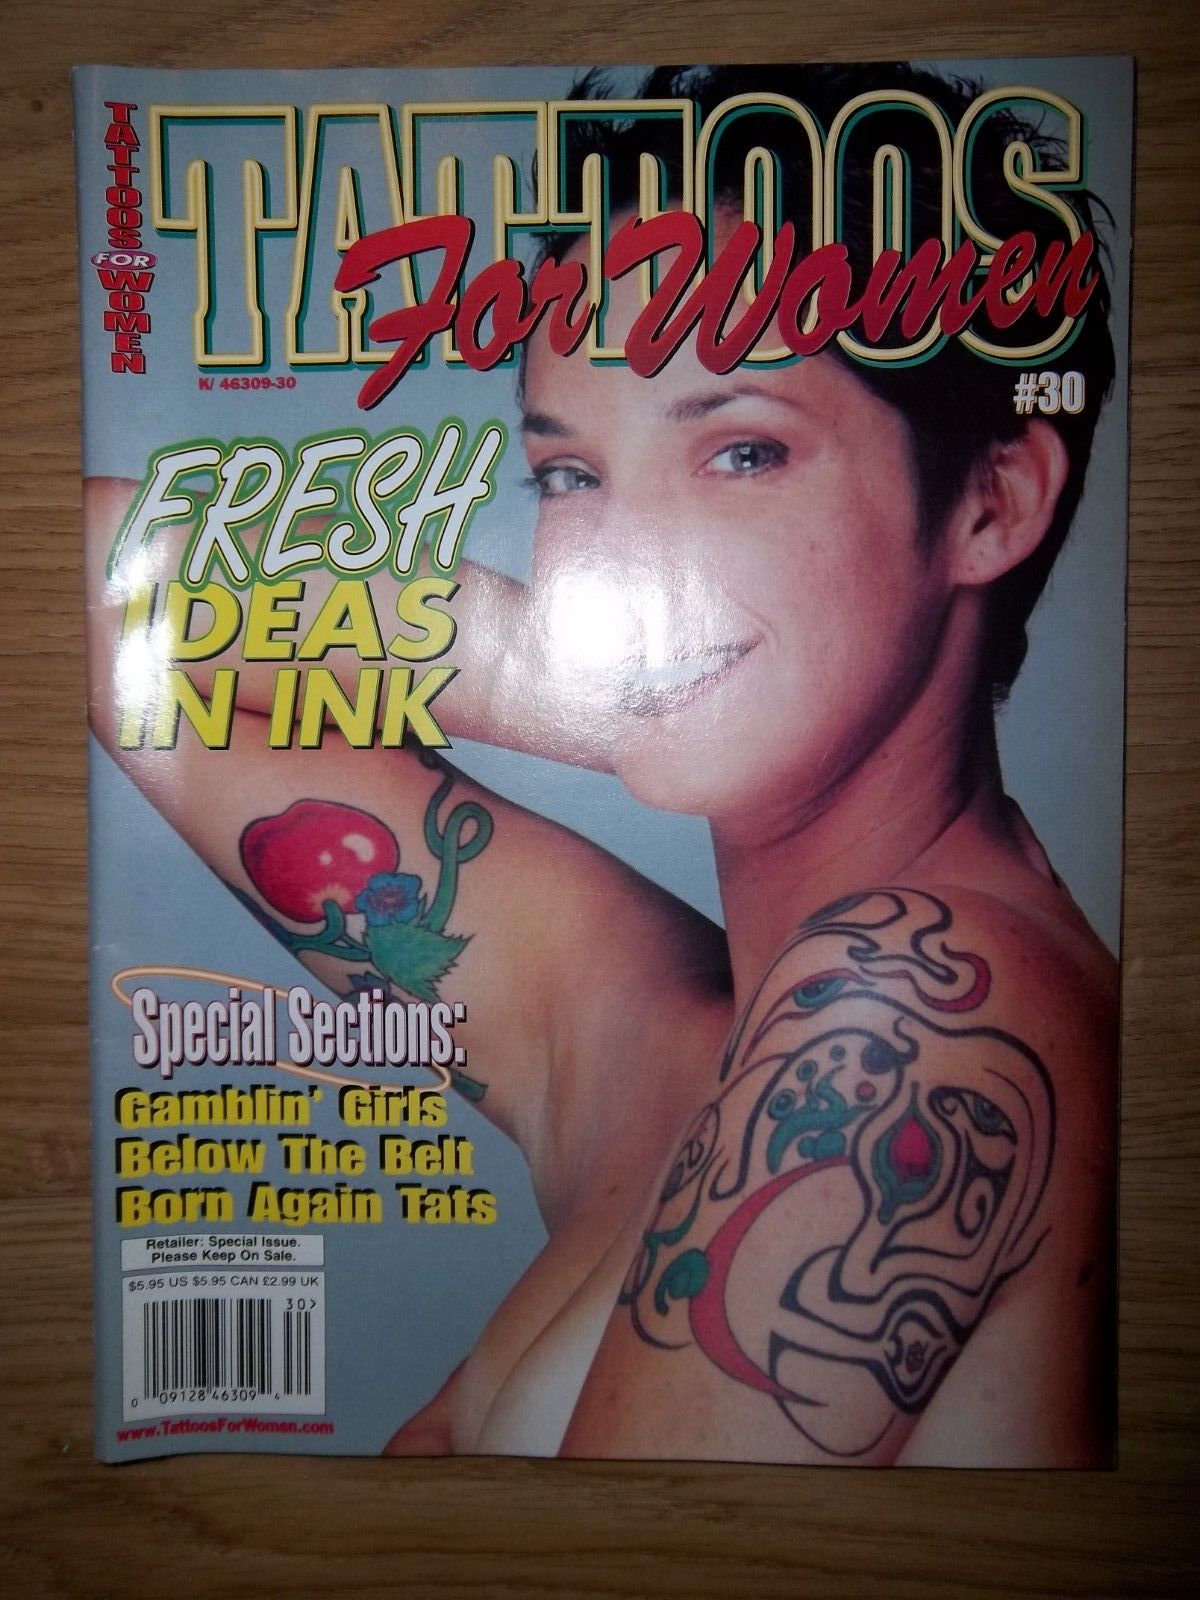 TATTOOS
FOR
WOMEN
TATTOOS
For Women
K/ 46309-30
#30
FRESH
IDEAS
IN INK
Special Sections:
Gamblin' Girls
Below The Belt
Born Again Tats
Retailer: Special Issue.
Please Keep On Sale.
$5.95 US $5.95 CAN £2.99 UK
30>
0 09128 46309 4
www.TattoosForWomen.com